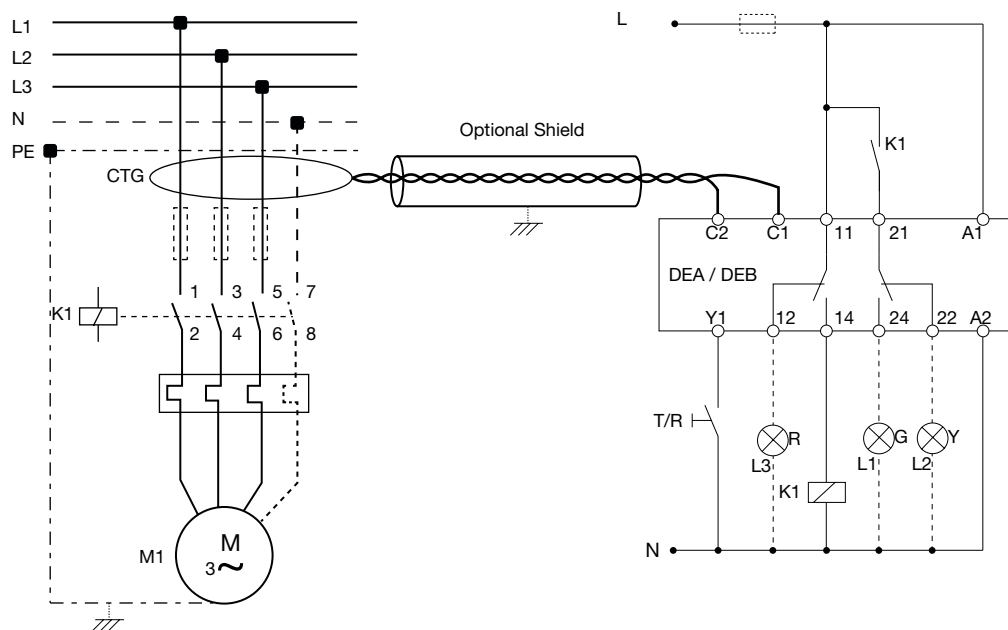 L1
L2
L3
N
PE
CTG
Optional Shield
L
K1
C2 C1 11 21 A1
DEA / DEB
Y1 12 14 24 22 A2
1 3 5 7
K1
2 4 6 8
T/R
R G Y
L3 L1 L2
K1
N
M1
M
3~